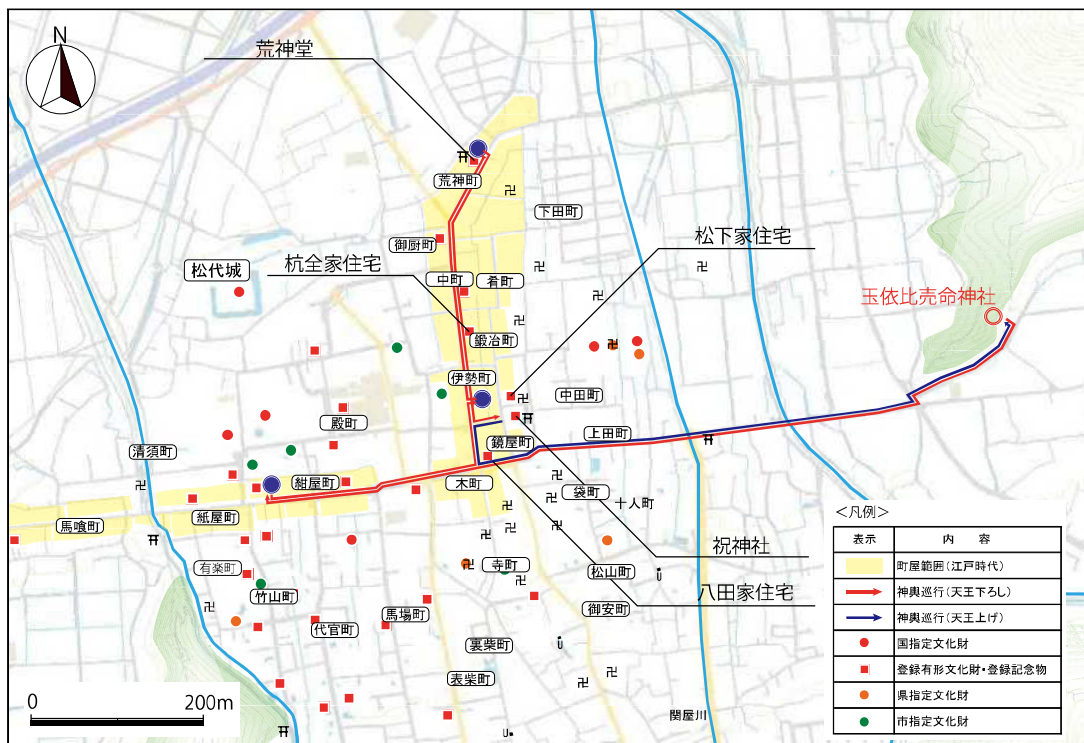 N
荒神堂
荒神町
下田町
御厨町
松下家住宅
松代城
杭全家住宅
中町
肴町
玉依比売命神社
鍛冶町
伊勢町
中田町
殿町
上田町
清須町
鏡屋町
紺屋町
木町
袋町
十人町
紙屋町
馬喰町
祝神社
有楽町
寺町
松山町
竹山町
八田家住宅
御安町
馬場町
代官町
裏柴町
表柴町
関屋川
0
200m
<凡例>
表示
内 容
町屋範囲(江戸時代)
神輿巡行(天王下ろし)
神輿巡行(天王上げ)
国指定文化財
登録有形文化財・登録記念物
県指定文化財
市指定文化財